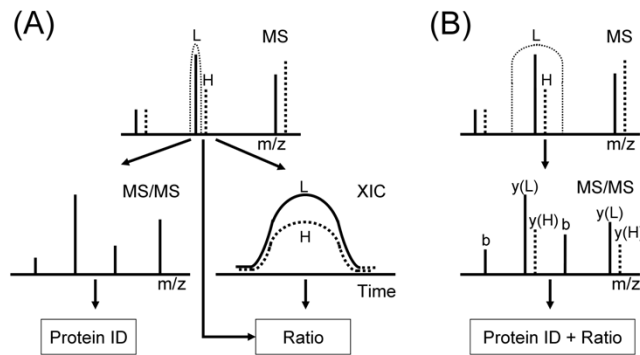 (A)
L
MS
H
m/z
MS/MS
m/z
Protein ID
XIC
L
H
Time
Ratio
(B)
L
MS
H
m/z
MS/MS
y(L)
y(H)
b
b
y(L)
y(H)
m/z
Protein ID + Ratio